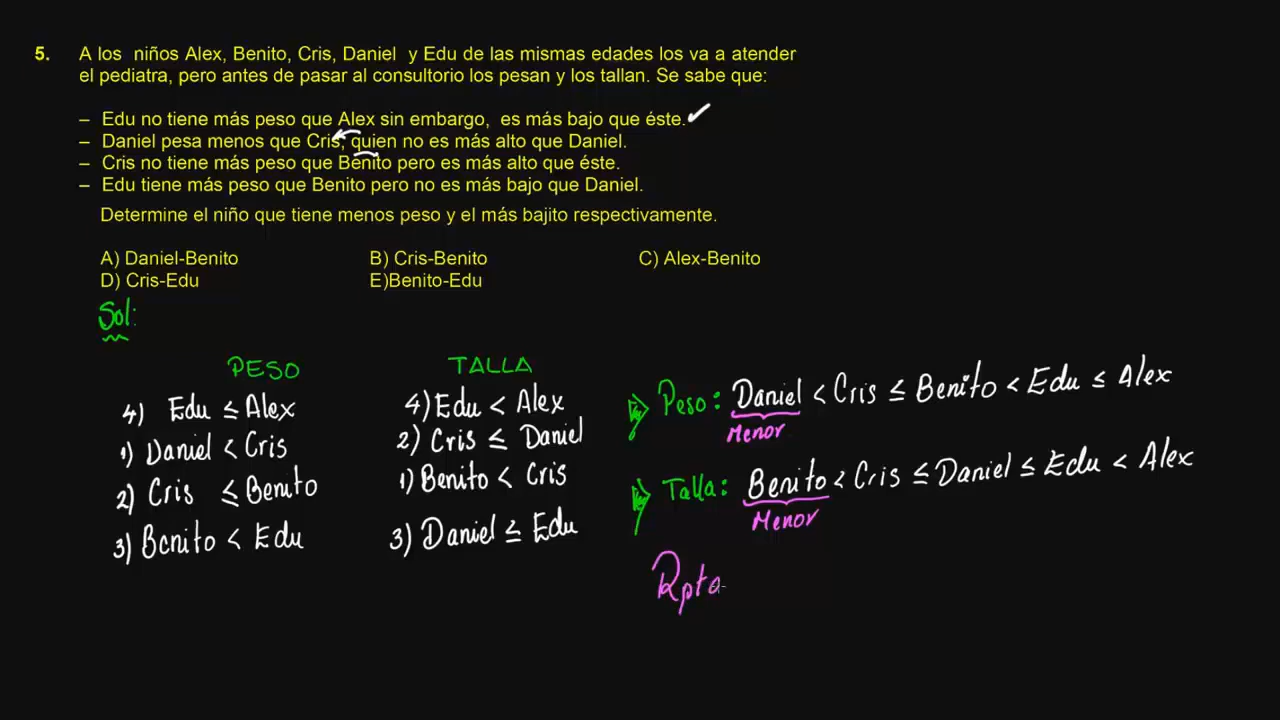 5. A los niños Alex, Benito, Cris, Daniel y Edu de las mismas edades los va a atender
el pediatra, pero antes de pasar al consultorio los pesan y los tallan. Se sabe que:
– Edu no tiene más peso que Alex sin embargo, es más bajo que éste.
– Daniel pesa menos que Cris, quien no es más alto que Daniel.
– Cris no tiene más peso que Benito pero es más alto que éste.
– Edu tiene más peso que Benito pero no es más bajo que Daniel.
Determine el niño que tiene menos peso y el más bajito respectivamente.
A) Daniel-Benito B) Cris-Benito C) Alex-Benito
D) Cris-Edu E)Benito-Edu
Sol:
PESO
4) Edu ≤ Alex
1) Daniel < Cris
2) Cris ≤ Benito
3) Benito < Edu
TALLA
4) Edu < Alex
2) Cris ≤ Daniel
1) Benito < Cris
3) Daniel ≤ Edu
Peso: Daniel < Cris ≤ Benito < Edu ≤ Alex
Menor
Talla: Benito < Cris ≤ Daniel ≤ Edu < Alex
Menor
Rpta